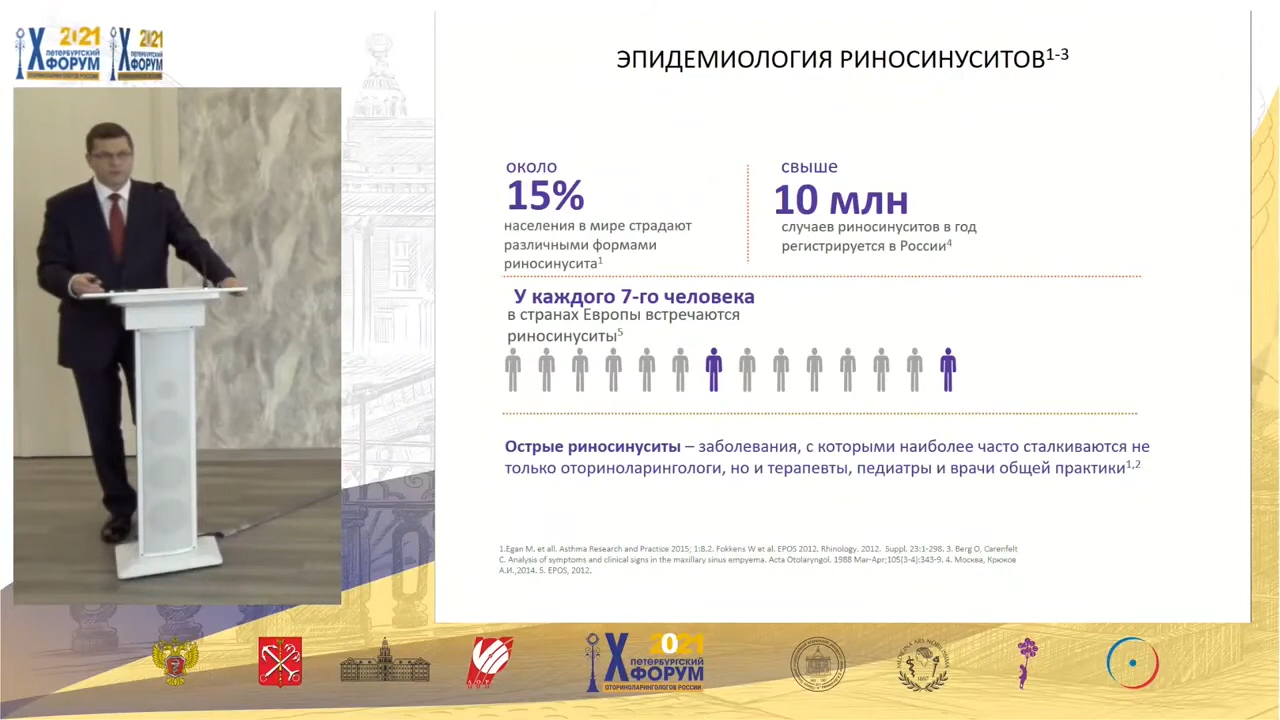 X 2021
ПЕТЕРБУРГСКИЙ
ФОРУМ
ОТОРИНОЛАРИНГОЛОГОВ РОССИИ
X 2021
ПЕТЕРБУРГСКИЙ
ФОРУМ
ЭПИДЕМИОЛОГИЯ РИНОСИНУСИТОВ1-3
около
15%
населения в мире страдают
различными формами
риносинусита1
свыше
10 млн
случаев риносинуситов в год
регистрируется в России4
У каждого 7-го человека
в странах Европы встречаются
риносинуситы5
Острые риносинуситы – заболевания, с которыми наиболее часто сталкиваются не
только оториноларингологи, но и терапевты, педиатры и врачи общей практики1,2
1.Egan M. et all. Asthma Research and Practice 2015; 1:8.2. Fokkens W et al. EPOS 2012. Rhinology. 2012. Suppl. 23:1-298. 3. Berg O, Carenfelt
C. Analysis of symptoms and clinical signs in the maxillary sinus empyema. Acta Otolaryngol. 1988 Mar-Apr;105(3-4):343-9. 4. Москва, Крюков
А.И.,2014. 5. EPOS, 2012.
X 2021
ПЕТЕРБУРГСКИЙ
ФОРУМ
ОТОРИНОЛАРИНГОЛОГОВ РОССИИ